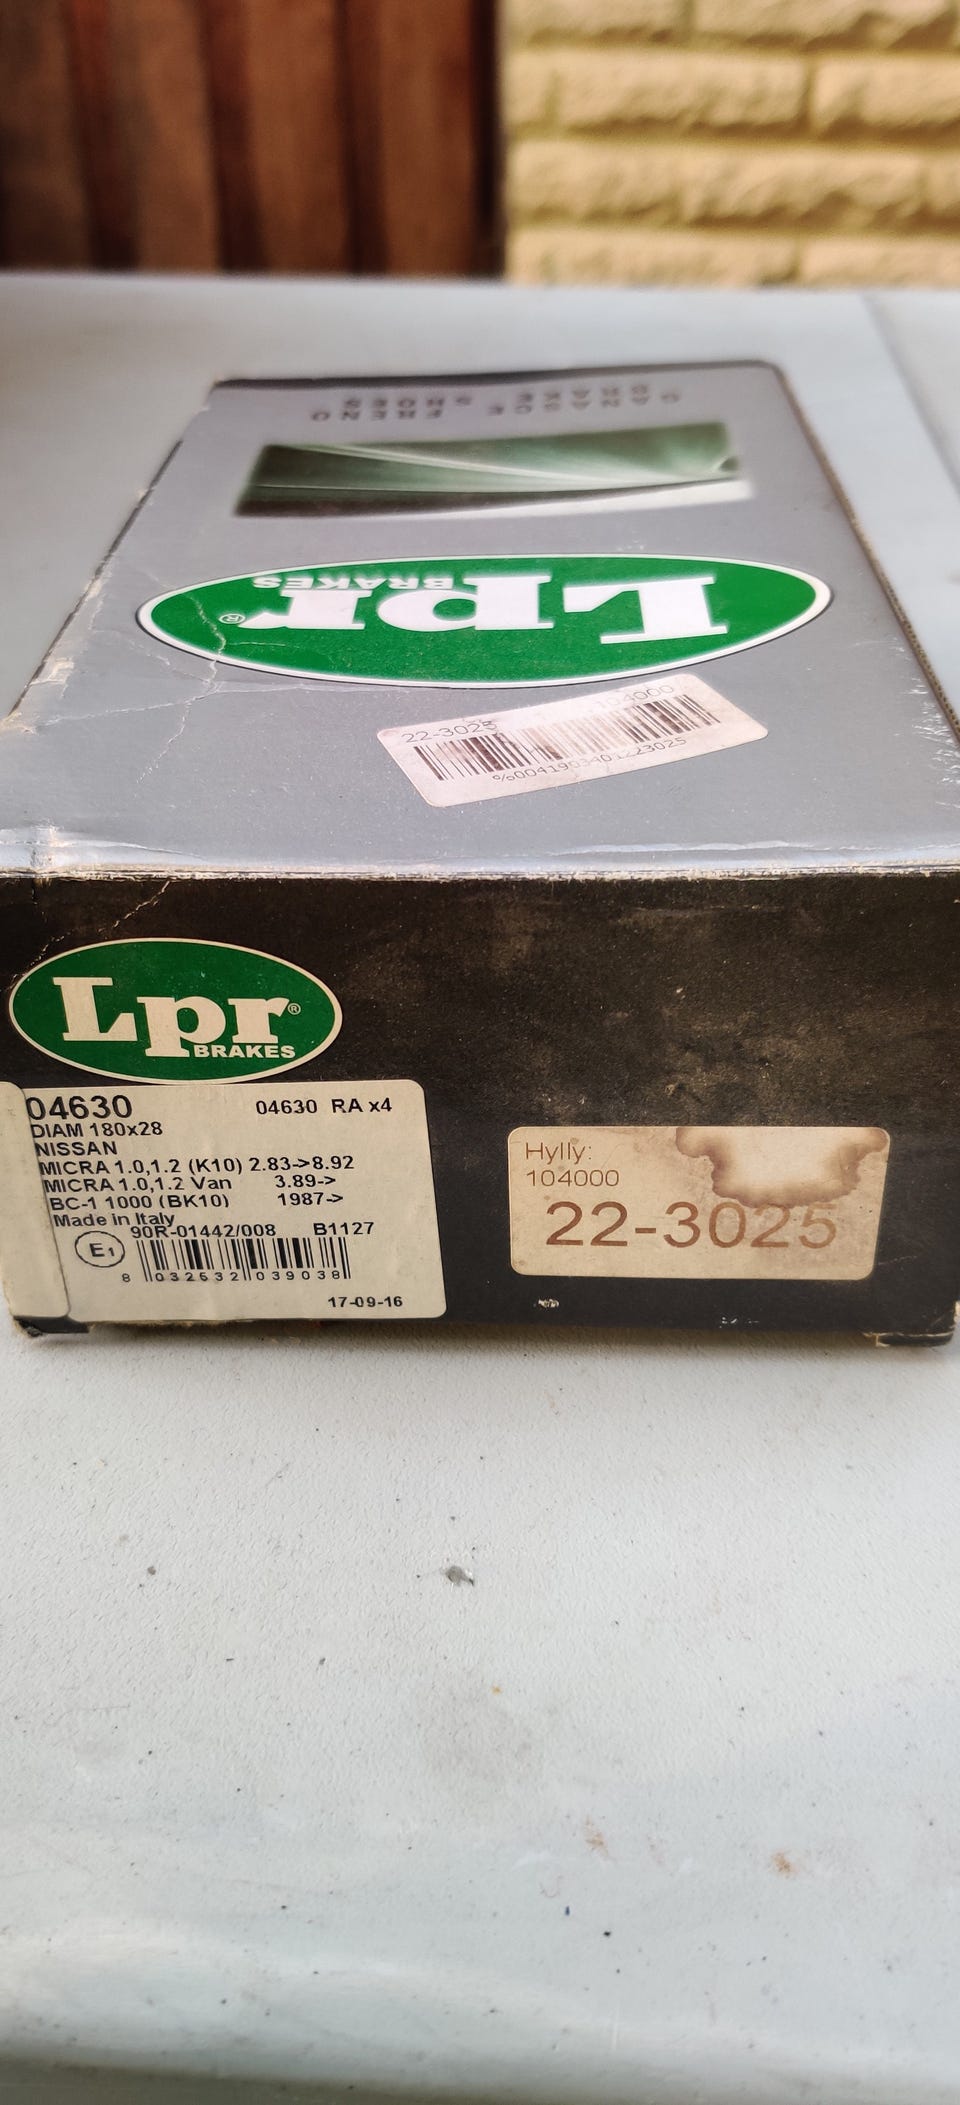 Lpr®
BRAKES
22-3025
104000
Lpr®
BRAKES
04630
04630 RA x4
DIAM 180x28
NISSAN
MICRA 1.0,1.2 (K10) 2.83->8.92
MICRA 1.0,1.2 Van 3.89->
BC-1 1000 (BK10) 1987->
Made in Italy
90R-01442/008 B1127
E1
8 032532 039038
17-09-16
Hylly:
104000
22-3025